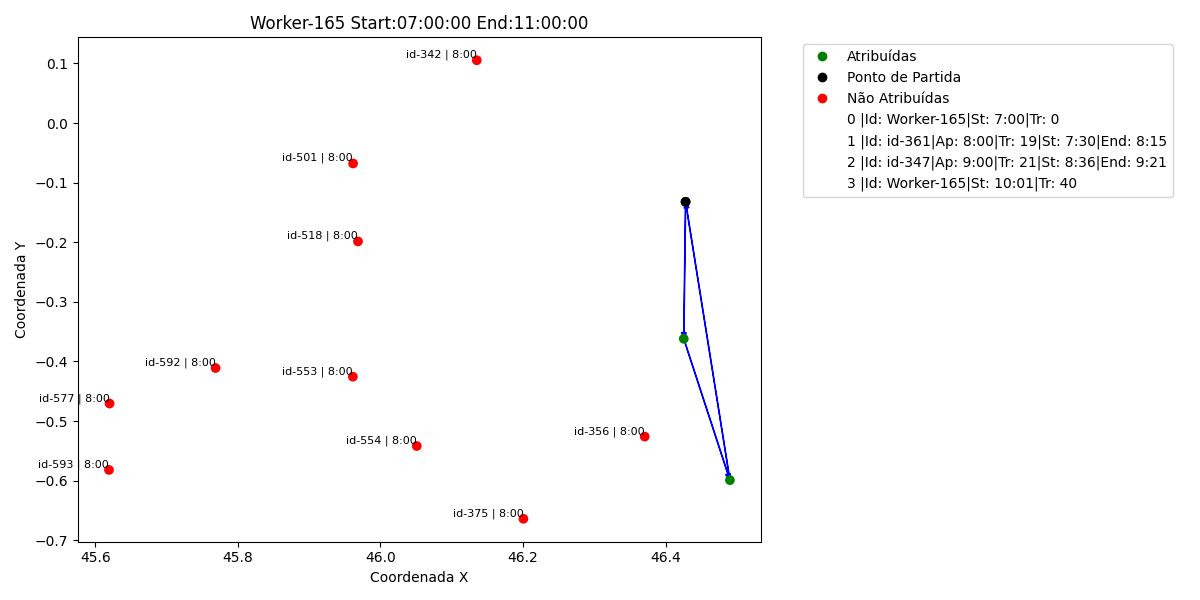 Worker-165 Start:07:00:00 End:11:00:00
Coordenada Y
0.1
0.0
−0.1
−0.2
−0.3
−0.4
−0.5
−0.6
−0.7
id-342 | 8:00
id-501 | 8:00
id-518 | 8:00
id-592 | 8:00
id-553 | 8:00
id-577 | 8:00
id-356 | 8:00
id-554 | 8:00
id-593 | 8:00
id-375 | 8:00
45.6 45.8 46.0 46.2 46.4
Coordenada X
Atribuídas
Ponto de Partida
Não Atribuídas
0 |Id: Worker-165|St: 7:00|Tr: 0
1 |Id: id-361|Ap: 8:00|Tr: 19|St: 7:30|End: 8:15
2 |Id: id-347|Ap: 9:00|Tr: 21|St: 8:36|End: 9:21
3 |Id: Worker-165|St: 10:01|Tr: 40